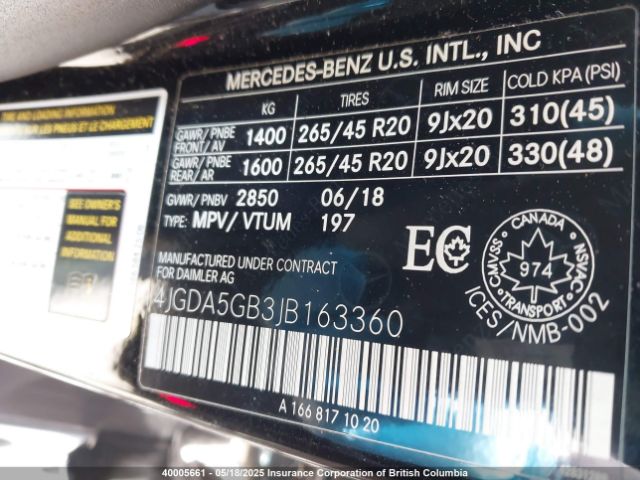 MERCEDES-BENZ U.S. INTL., INC
KG TIRES RIM SIZE COLD KPA (PSI)
GAWR/PNBE FRONT/AV 1400 265/45 R20 9Jx20 310(45)
GAWR/PNBE REAR/AR 1600 265/45 R20 9Jx20 330(48)
GVWR/PNBV 2850 06/18
TYPE: MPV/VTUM 197
MANUFACTURED UNDER CONTRACT
FOR DAIMLER AG
4JGDA5GB3JB163360
A 166 817 10 20
EC
CANADA
CMVSS 974 NSVAC
TRANSPORT
ICES/NMB-002
TIRE AND LOADING INFORMATION
SEE OWNER'S
MANUAL FOR
ADDITIONAL
INFORMATION
40005661 - 05/18/2025 Insurance Corporation of British Columbia